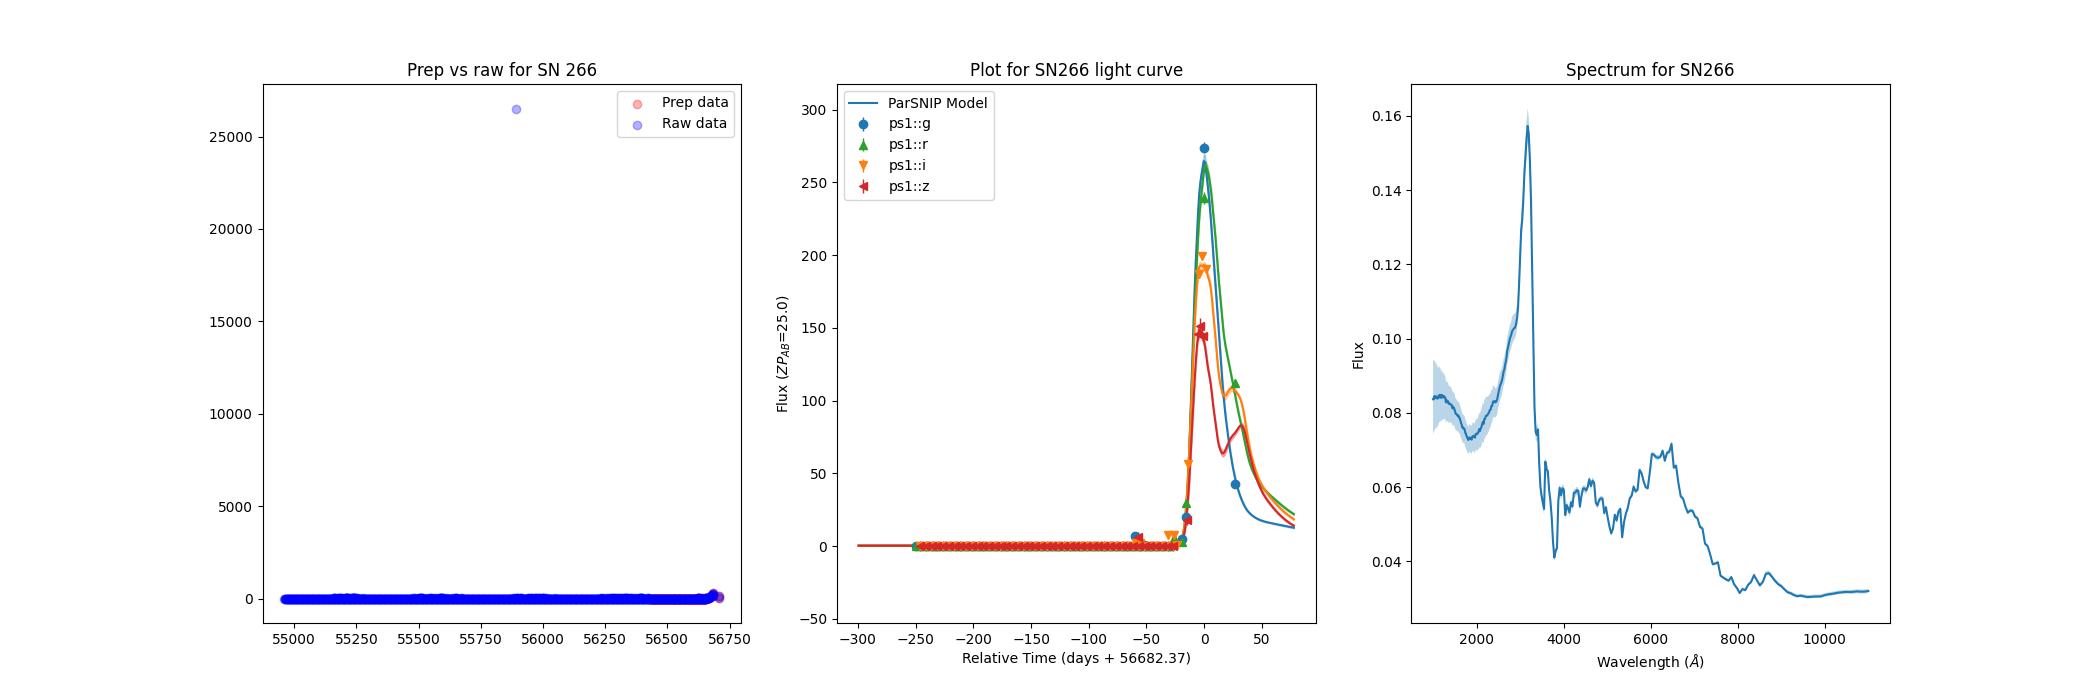 Prep vs raw for SN 266
Prep data
Raw data
25000
20000
15000
10000
5000
0
55000 55250 55500 55750 56000 56250 56500 56750
Plot for SN266 light curve
ParSNIP Model
ps1::g
ps1::r
ps1::i
ps1::z
Flux (ZP_AB=25.0)
300
250
200
150
100
50
0
−50
−300 −250 −200 −150 −100 −50 0 50
Relative Time (days + 56682.37)
Spectrum for SN266
Flux
0.16
0.14
0.12
0.10
0.08
0.06
0.04
2000 4000 6000 8000 10000
Wavelength (Å)